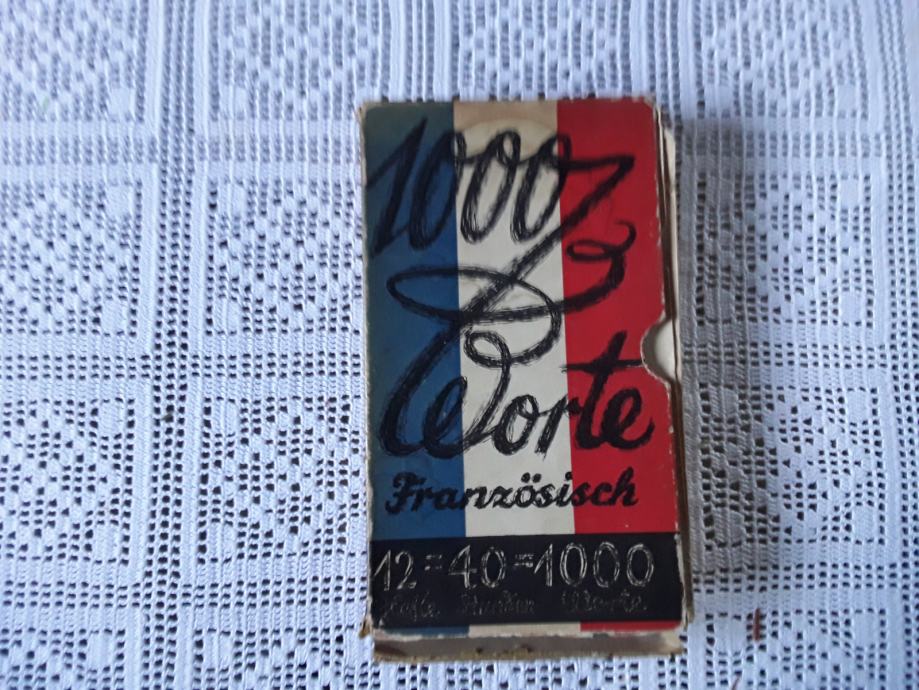 1000
Worte
Französisch
12=40=1000
Hefte Stunden Worte